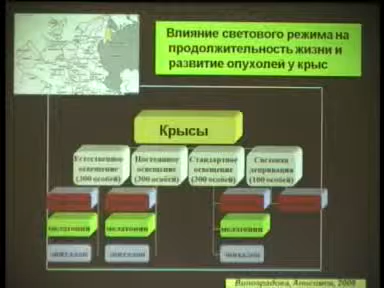 Влияние светового режима на
продолжительность жизни и
развитие опухолей у крыс
Крысы
Естественное
освещение
(300 особей)
Постоянное
освещение
(300 особей)
Стандартное
освещение
(300 особей)
Световая
депривация
(100 особей)
мелатонин
мелатонин
мелатонин
эпиталон
эпиталон
эпиталон
Виноградова, Анисимов, 2008